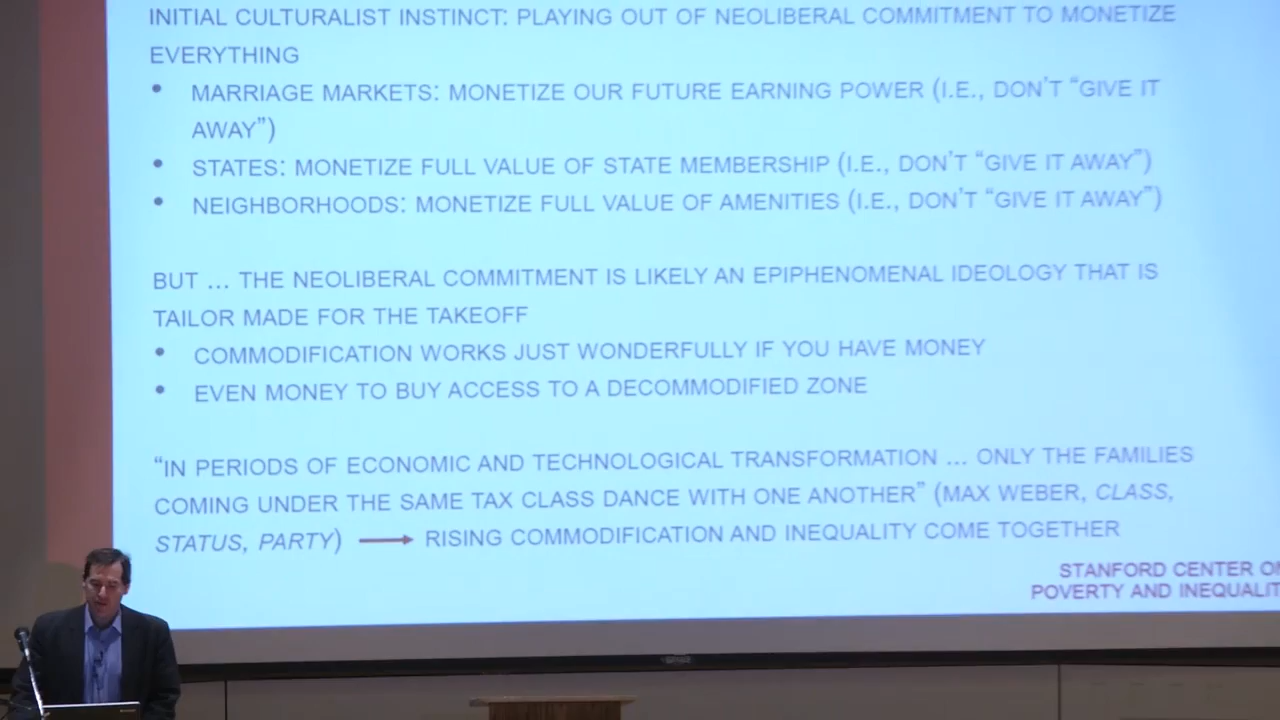 INITIAL CULTURALIST INSTINCT: PLAYING OUT OF NEOLIBERAL COMMITMENT TO MONETIZE
EVERYTHING
• MARRIAGE MARKETS: MONETIZE OUR FUTURE EARNING POWER (I.E., DON'T “GIVE IT
AWAY”)
• STATES: MONETIZE FULL VALUE OF STATE MEMBERSHIP (I.E., DON'T “GIVE IT AWAY”)
• NEIGHBORHOODS: MONETIZE FULL VALUE OF AMENITIES (I.E., DON'T “GIVE IT AWAY”)
BUT … THE NEOLIBERAL COMMITMENT IS LIKELY AN EPIPHENOMENAL IDEOLOGY THAT IS
TAILOR MADE FOR THE TAKEOFF
• COMMODIFICATION WORKS JUST WONDERFULLY IF YOU HAVE MONEY
• EVEN MONEY TO BUY ACCESS TO A DECOMMODIFIED ZONE
“IN PERIODS OF ECONOMIC AND TECHNOLOGICAL TRANSFORMATION … ONLY THE FAMILIES
COMING UNDER THE SAME TAX CLASS DANCE WITH ONE ANOTHER” (MAX WEBER, CLASS,
STATUS, PARTY) → RISING COMMODIFICATION AND INEQUALITY COME TOGETHER
STANFORD CENTER ON
POVERTY AND INEQUALIT